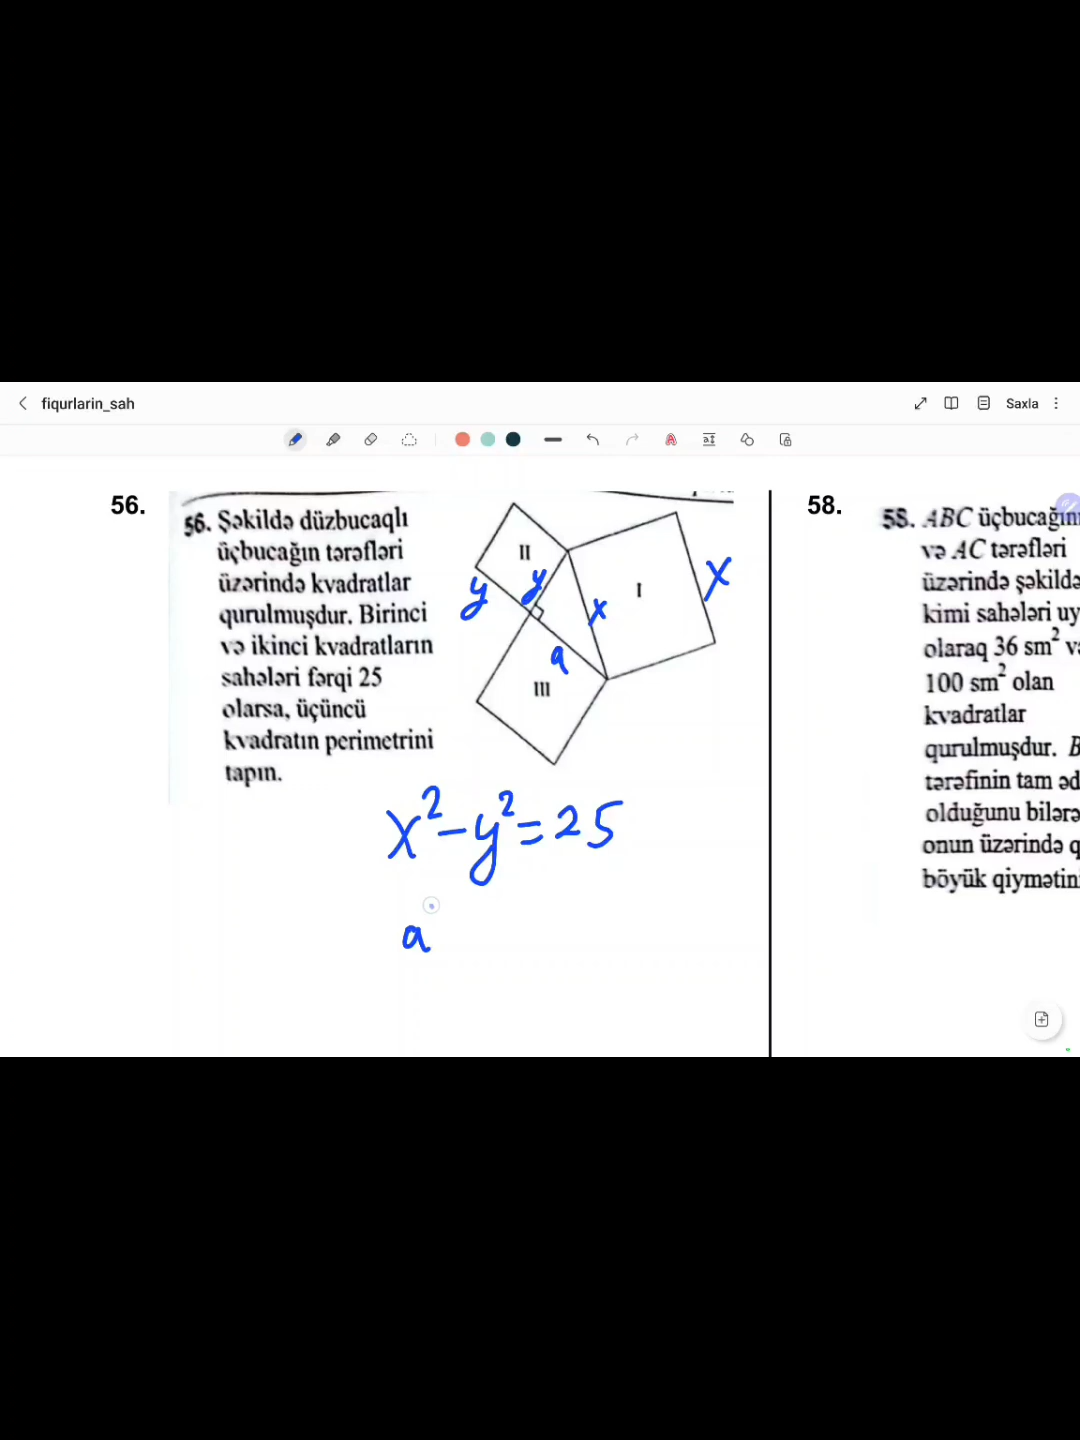 fiqurlarin_sah
Saxla
56.
56. Şəkildə düzbucaqlı
üçbucağın tərəfləri
üzərində kvadratlar
qurulmuşdur. Birinci
və ikinci kvadratların
sahələri fərqi 25
olarsa, üçüncü
kvadratın perimetrini
tapın.
II
I
III
y
y
x
x
a
x²-y²=25
a
58.
58. ABC üçbucağın
və AC tərəfləri
üzərində şəkildə
kimi sahələri uy
olaraq 36 sm² və
100 sm² olan
kvadratlar
qurulmuşdur. B
tərəfinin tam əd
olduğunu bilərə
onun üzərində q
böyük qiymətin